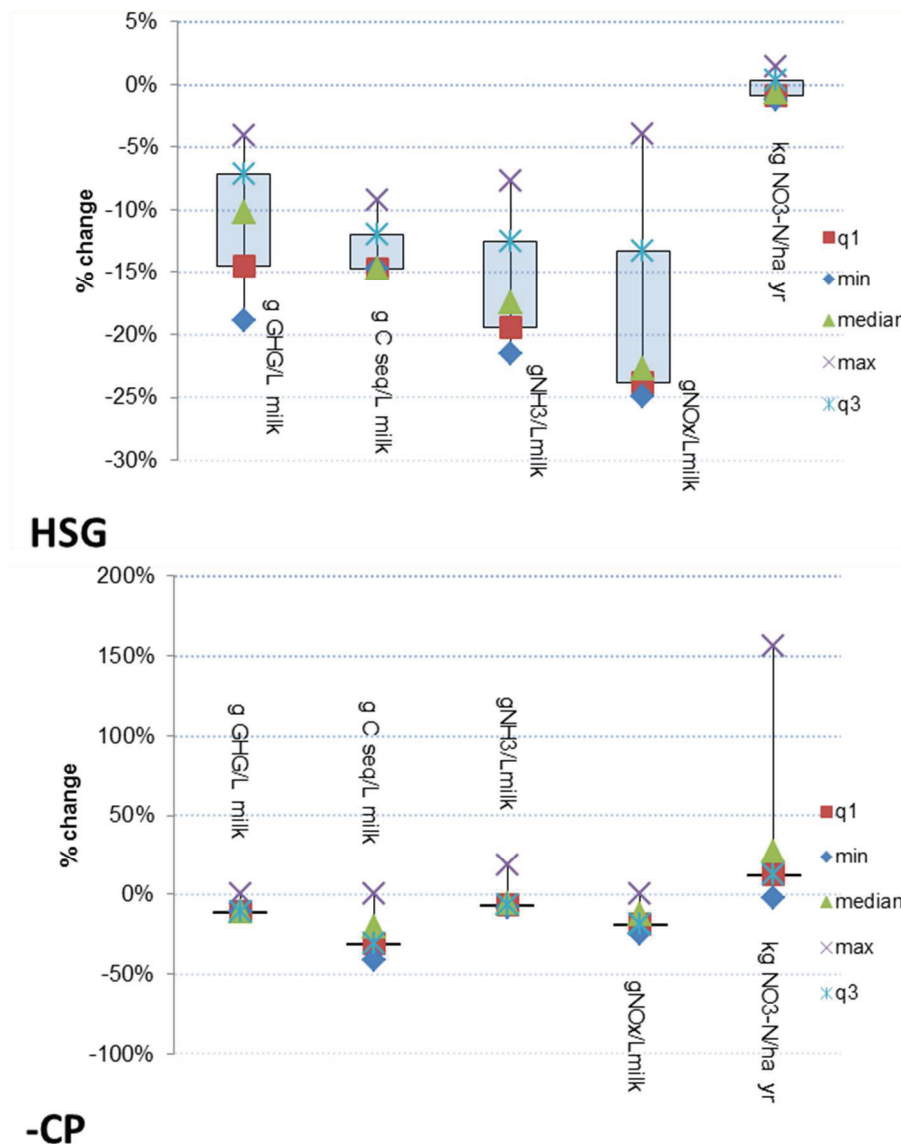 5%
0%
-5%
-10%
-15%
-20%
-25%
-30%
% change
g GHG/L milk
g C seq/L milk
gNH3/Lmilk
gNOx/Lmilk
kg NO3-N/ha yr
q1
min
median
max
q3
HSG
200%
150%
100%
50%
0%
-50%
-100%
% change
g GHG/L milk
g C seq/L milk
gNH3/Lmilk
gNOx/Lmilk
kg NO3-N/ha yr
q1
min
median
max
q3
-CP